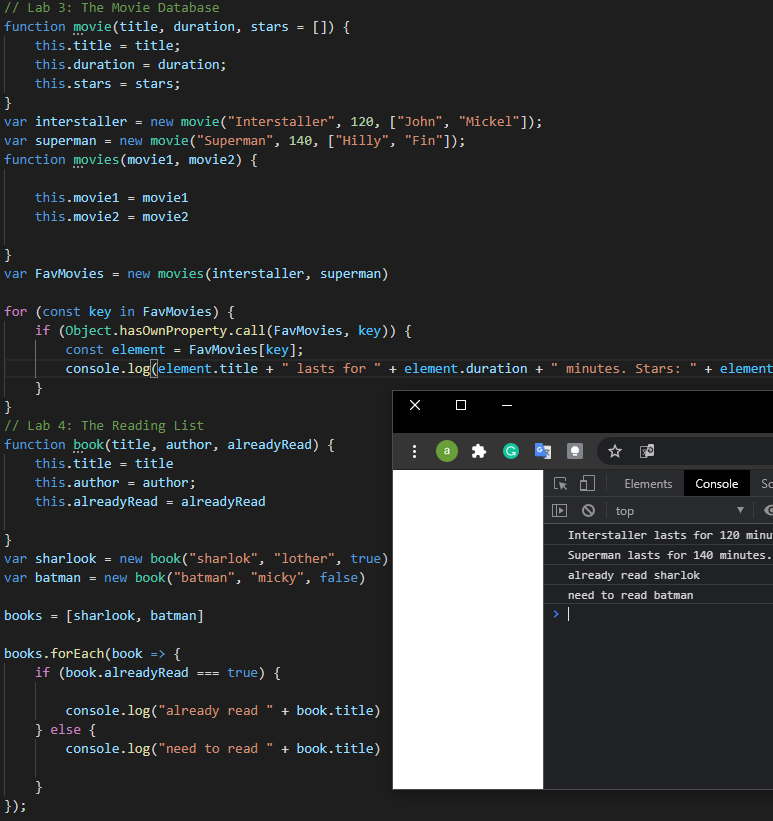 // Lab 3: The Movie Database
function movie(title, duration, stars = []) {
    this.title = title;
    this.duration = duration;
    this.stars = stars;
}
var interstaller = new movie("Interstaller", 120, ["John", "Mickel"]);
var superman = new movie("Superman", 140, ["Hilly", "Fin"]);
function movies(movie1, movie2) {
    this.movie1 = movie1
    this.movie2 = movie2
}
var FavMovies = new movies(interstaller, superman)
for (const key in FavMovies) {
    if (Object.hasOwnProperty.call(FavMovies, key)) {
        const element = FavMovies[key];
        console.log(element.title + " lasts for " + element.duration + " minutes. Stars: " + element
    }
}
// Lab 4: The Reading List
function book(title, author, alreadyRead) {
    this.title = title
    this.author = author;
    this.alreadyRead = alreadyRead
}
var sharlook = new book("sharlok", "lother", true)
var batman = new book("batman", "micky", false)
books = [sharlook, batman]
books.forEach(book => {
    if (book.alreadyRead === true) {
        console.log("already read " + book.title)
    } else {
        console.log("need to read " + book.title)
    }
});
a
G
Elements Console So
top
Interstaller lasts for 120 minu
Superman lasts for 140 minutes.
already read sharlok
need to read batman
>